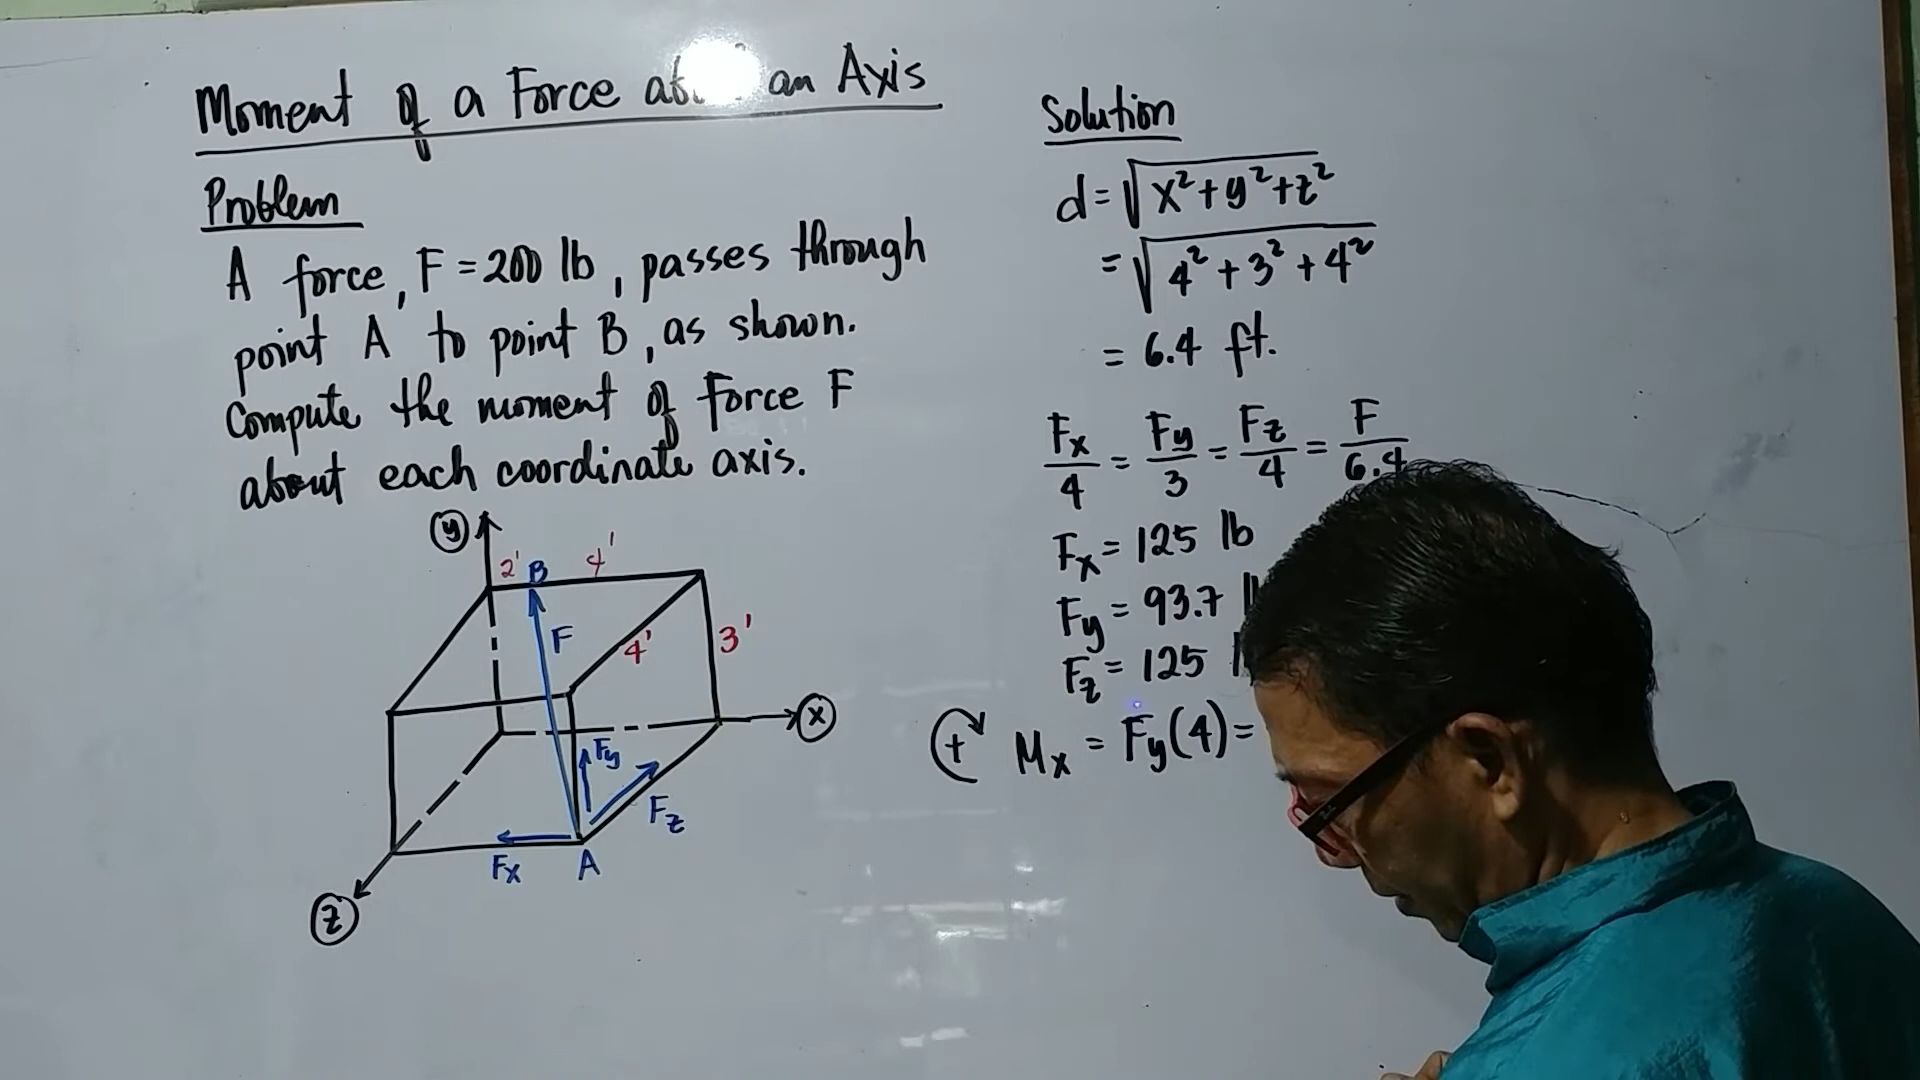 Moment of a Force an Axis
Problem
A force, F = 200 lb, passes through
point A to point B, as shown.
Compute the moment of Force F
about each coordinate axis.
y
2' B 4'
F
4' 3'
x
Fy
Fz
Fx A
z
Solution
d = √(x² + y² + z²)
= √(4² + 3² + 4²)
= 6.4 ft.
Fx/4 = Fy/3 = Fz/4 = F/6.4
Fx = 125 lb
Fy = 93.7
Fz = 125
+ Mx = Fy(4) =